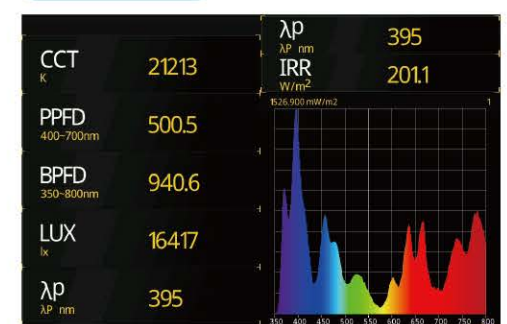 CCT
K
21213
PPFD
400~700nm
500.5
BPFD
350~800nm
940.6
LUX
lx
16417
λp
λP nm
395
λp
λP nm
395
IRR
W/m2
201.1
1526.900 mW/m2
1
350 400 450 500 550 600 650 700 750 800